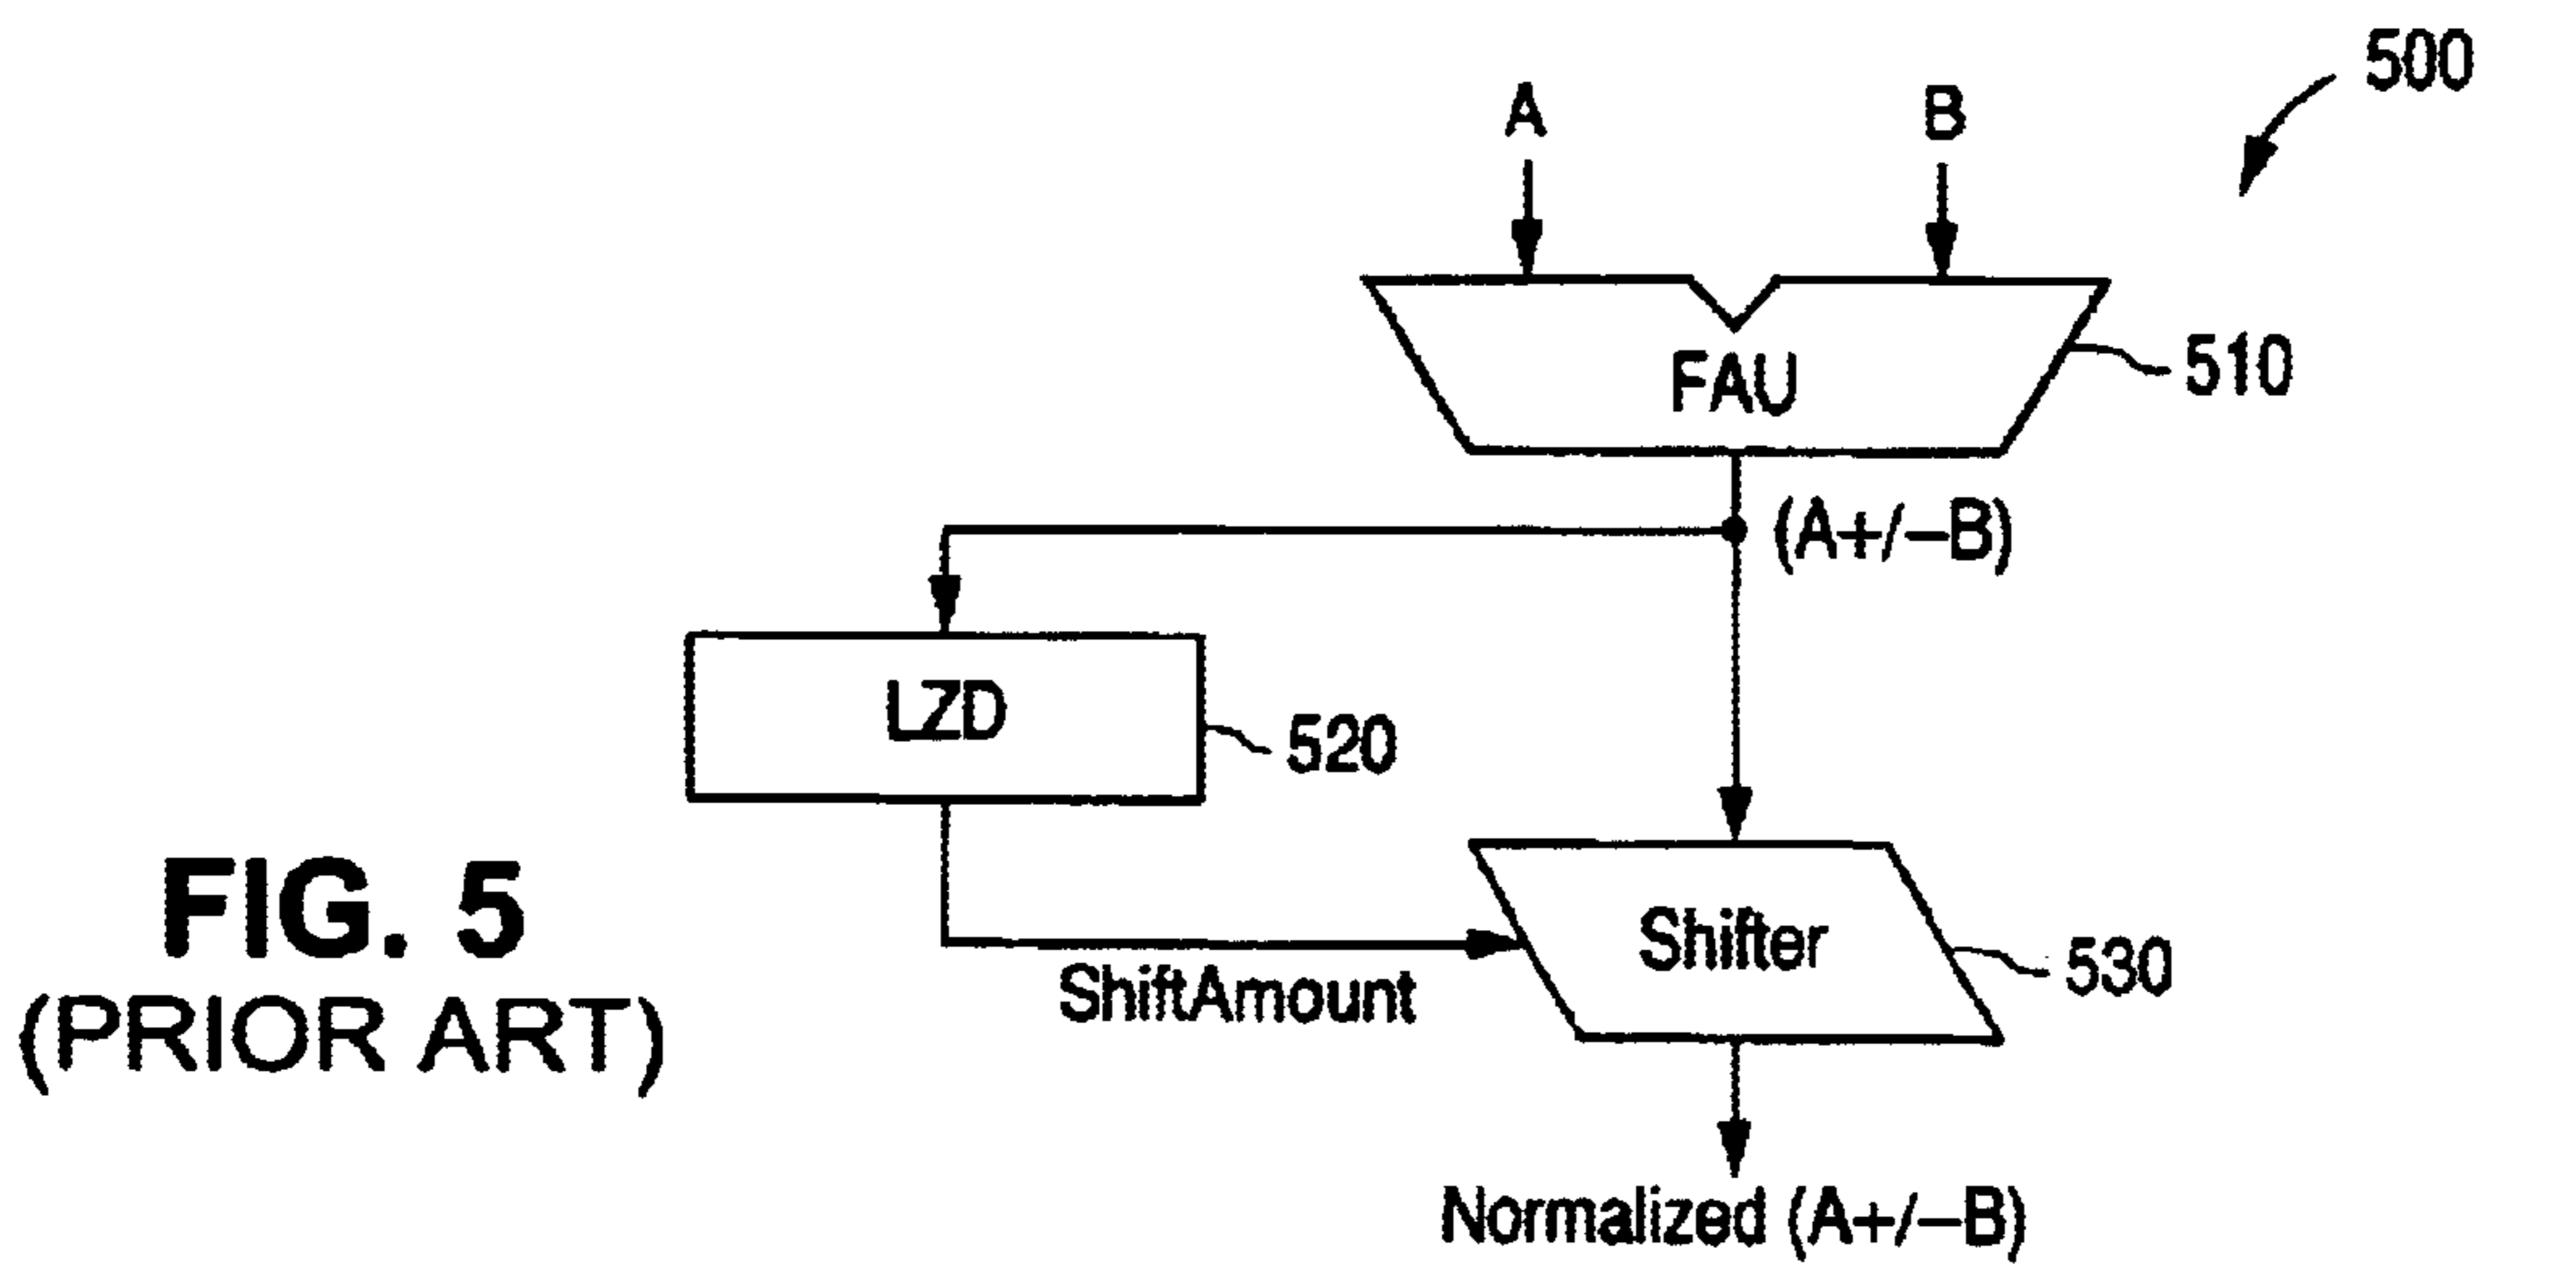 500
A
B
FAU
510
(A+/−B)
LZD
520
Shifter
530
ShiftAmount
FIG. 5
(PRIOR ART)
Normalized (A+/−B)